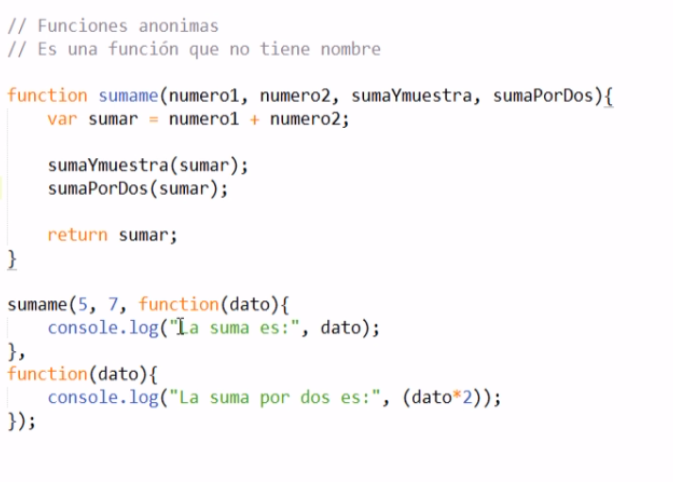 // Funciones anonimas
// Es una función que no tiene nombre
function sumame(numero1, numero2, sumaYmuestra, sumaPorDos){
var sumar = numero1 + numero2;
sumaYmuestra(sumar);
sumaPorDos(sumar);
return sumar;
}
sumame(5, 7, function(dato){
console.log("La suma es:", dato);
},
function(dato){
console.log("La suma por dos es:", (dato*2));
});